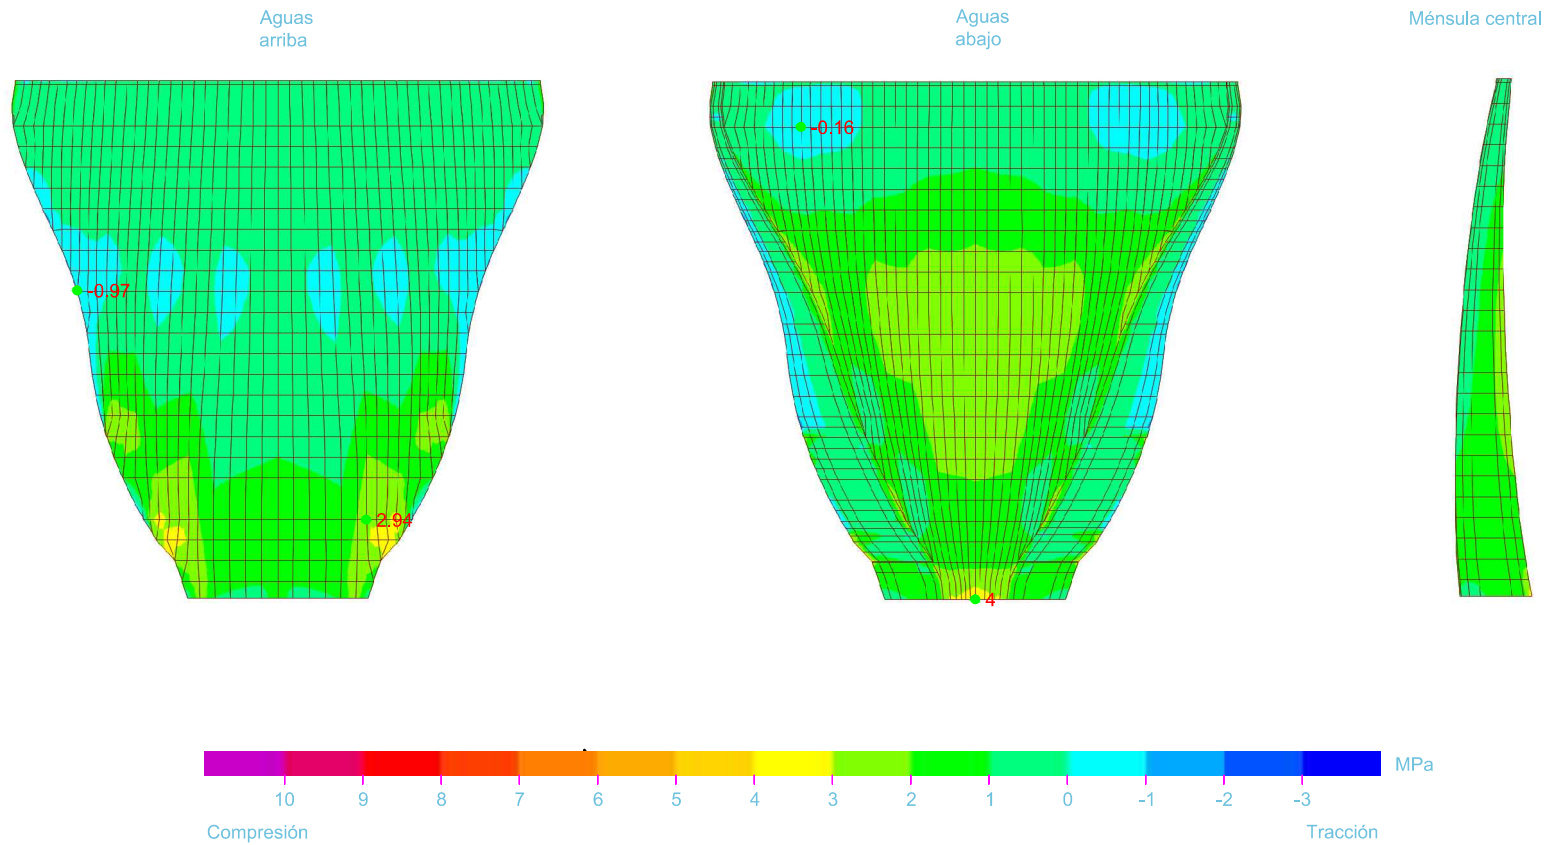 Aguas
arriba
Aguas
abajo
Ménsula central
-0.16
-0.97
2.94
4
MPa
10 9 8 7 6 5 4 3 2 1 0 -1 -2 -3
Compresión
Tracción